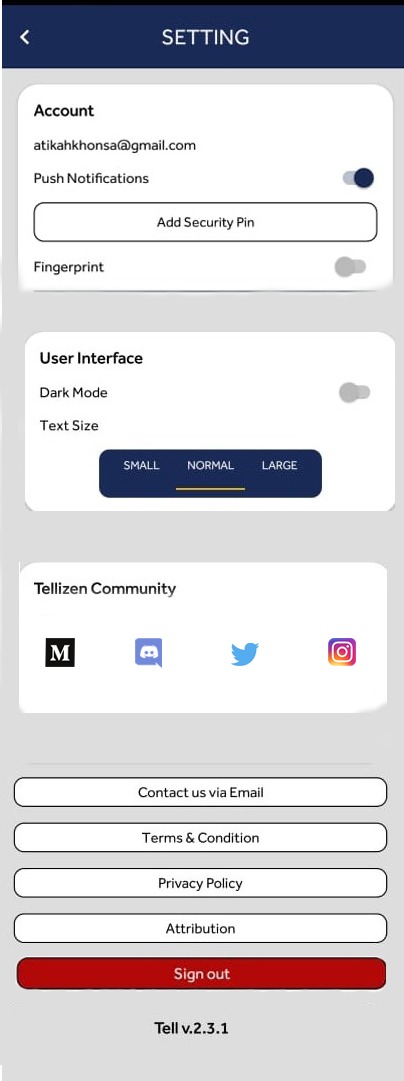 SETTING
Account
atikahkhonsa@gmail.com
Push Notifications
Add Security Pin
Fingerprint
User Interface
Dark Mode
Text Size
SMALL NORMAL LARGE
Tellizen Community
M
Contact us via Email
Terms & Condition
Privacy Policy
Attribution
Sign out
Tell v.2.3.1